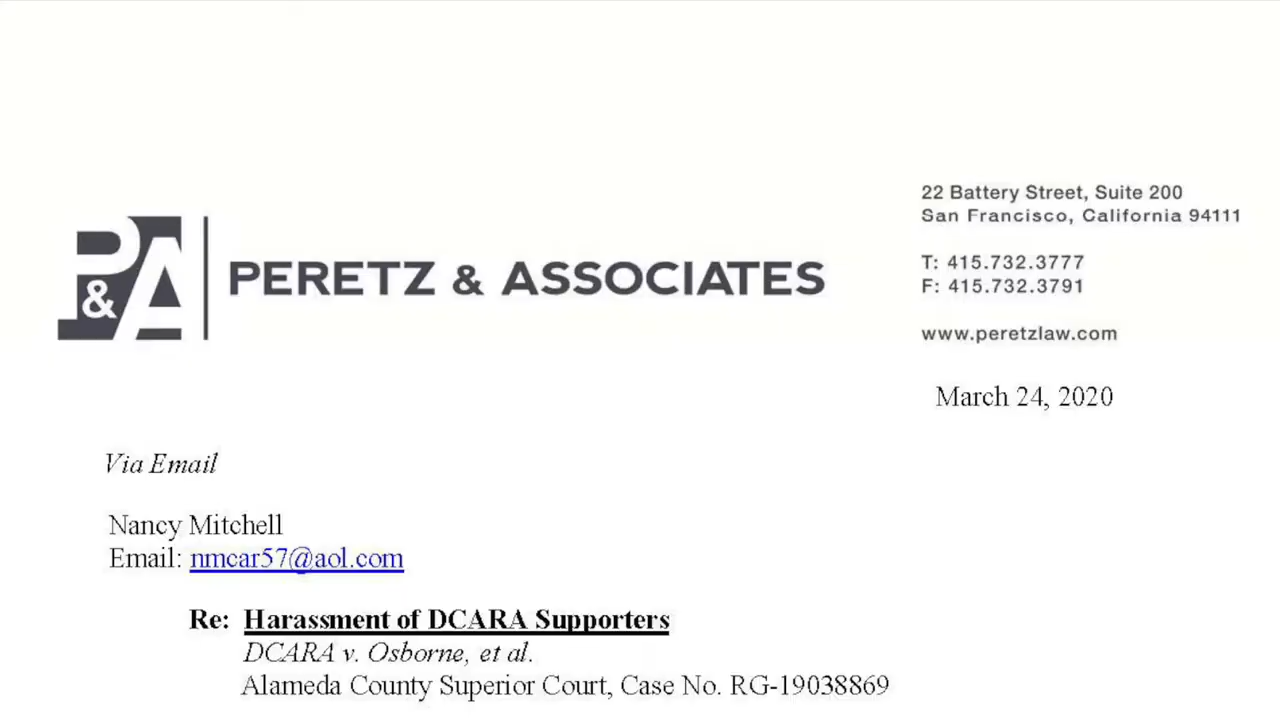 22 Battery Street, Suite 200
San Francisco, California 94111
P&A
PERETZ & ASSOCIATES
T: 415.732.3777
F: 415.732.3791
www.peretzlaw.com
March 24, 2020
Via Email
Nancy Mitchell
Email: nmcar57@aol.com
Re: Harassment of DCARA Supporters
DCARA v. Osborne, et al.
Alameda County Superior Court, Case No. RG-19038869